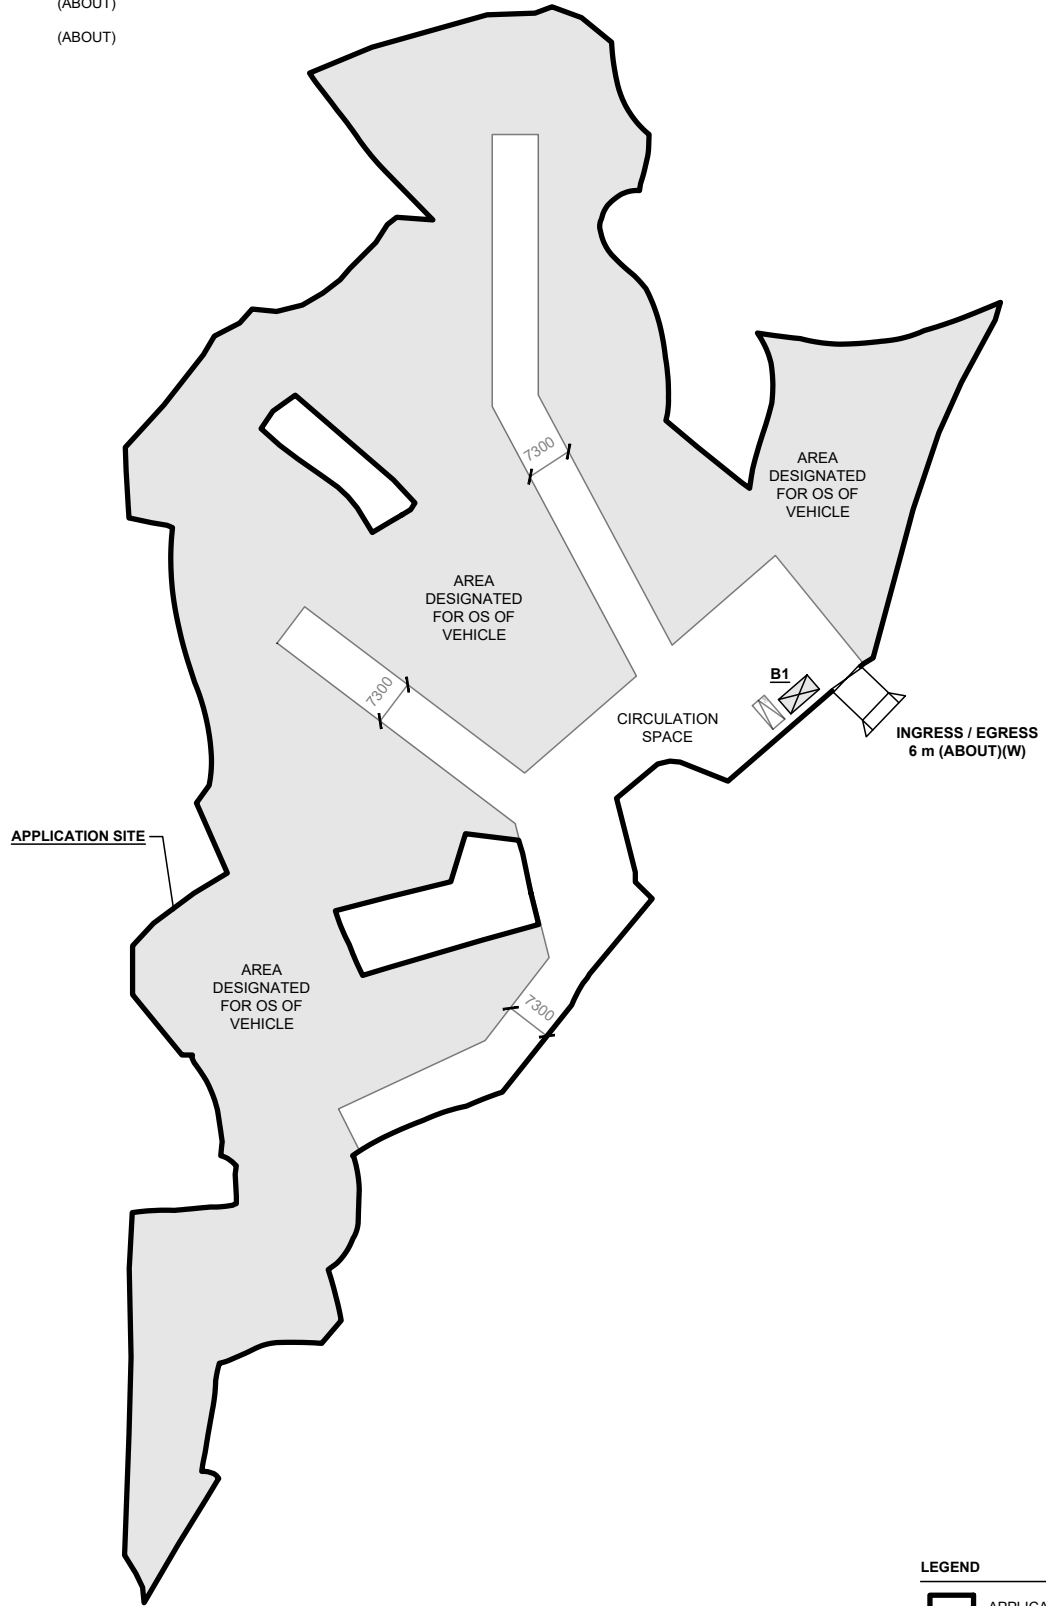 (ABOUT)
(ABOUT)
7300
AREA
DESIGNATED
FOR OS OF
VEHICLE
AREA
DESIGNATED
FOR OS OF
VEHICLE
7300
B1
CIRCULATION
SPACE
INGRESS / EGRESS
6 m (ABOUT)(W)
APPLICATION SITE
AREA
DESIGNATED
FOR OS OF
VEHICLE
7300
LEGEND